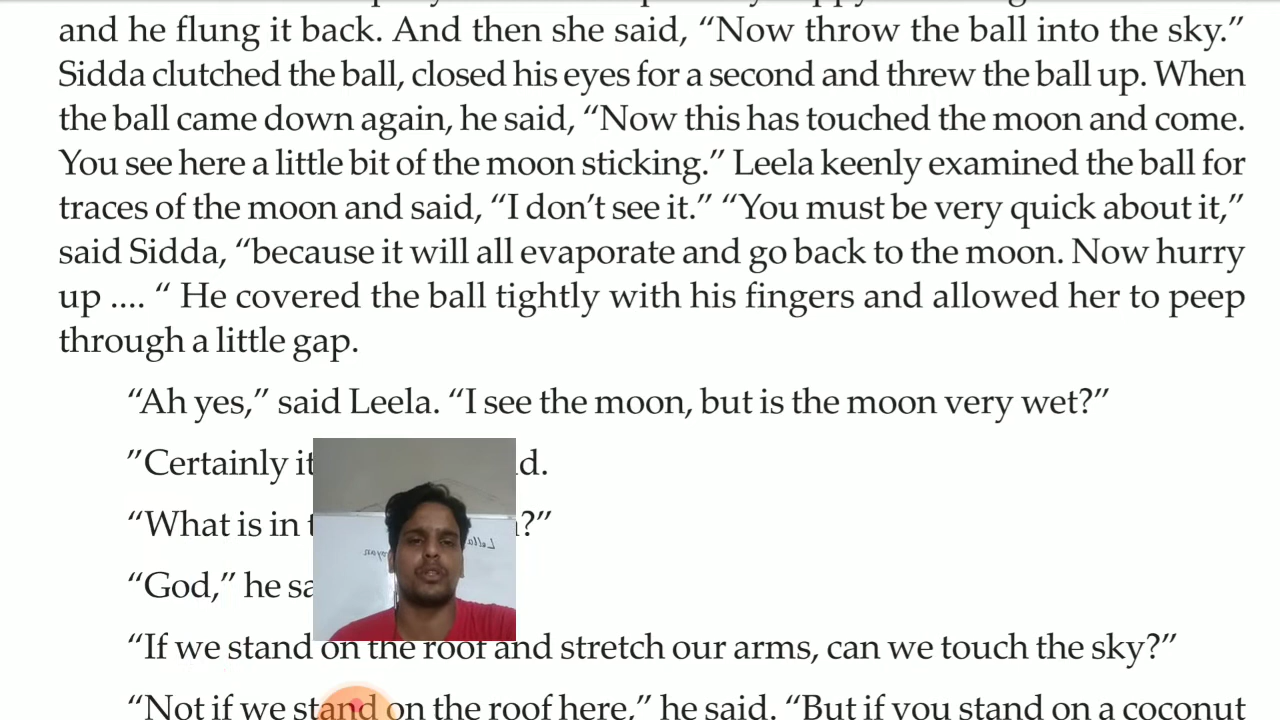 and he flung it back. And then she said, “Now throw the ball into the sky.”
Sidda clutched the ball, closed his eyes for a second and threw the ball up. When
the ball came down again, he said, “Now this has touched the moon and come.
You see here a little bit of the moon sticking.” Leela keenly examined the ball for
traces of the moon and said, “I don’t see it.” “You must be very quick about it,”
said Sidda, “because it will all evaporate and go back to the moon. Now hurry
up .... “ He covered the ball tightly with his fingers and allowed her to peep
through a little gap.
“Ah yes,” said Leela. “I see the moon, but is the moon very wet?”
”Certainly it d.
“What is in t ?”
“God,” he sa
“If we stand on the roof and stretch our arms, can we touch the sky?”
“Not if we stand on the roof here,” he said. “But if you stand on a coconut